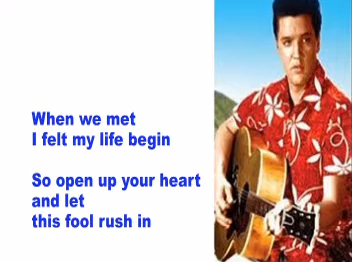 When we met
I felt my life begin
So open up your heart
and let
this fool rush in